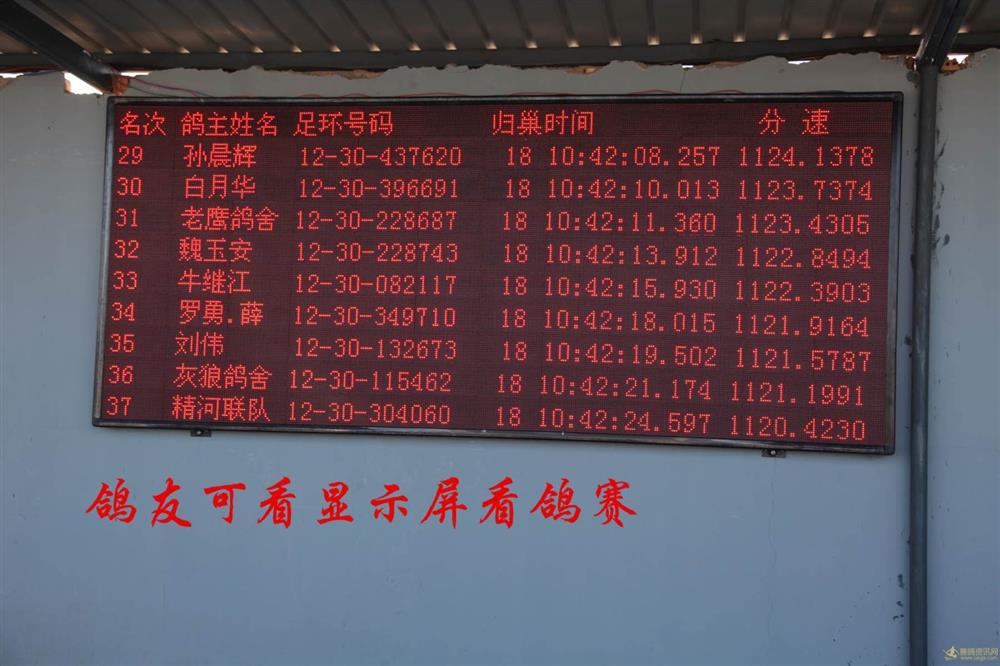 名次 鸽主姓名 足环号码 归巢时间 分 速
29 孙晨辉 12-30-437620 18 10:42:08.257 1124.1378
30 白月华 12-30-396691 18 10:42:10.013 1123.7374
31 老鹰鸽舍 12-30-228687 18 10:42:11.360 1123.4305
32 魏玉安 12-30-228743 18 10:42:13.912 1122.8494
33 牛继江 12-30-082117 18 10:42:15.930 1122.3903
34 罗勇.薛 12-30-349710 18 10:42:18.015 1121.9164
35 刘伟 12-30-132673 18 10:42:19.502 1121.5787
36 灰狼鸽舍 12-30-115462 18 10:42:21.174 1121.1991
37 精河联队 12-30-304060 18 10:42:24.597 1120.4230
鸽友可看显示屏看鸽赛
赛鸽资讯网